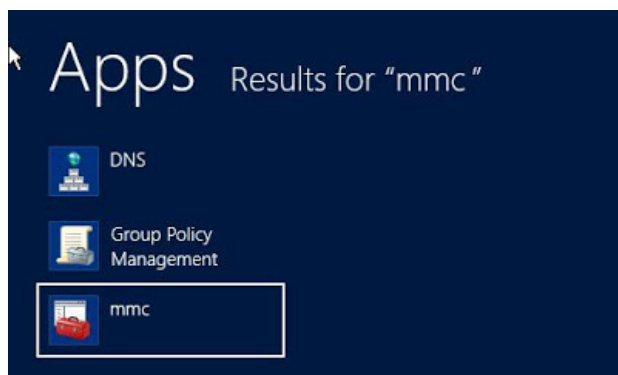 Apps Results for "mmc"
DNS
Group Policy
Management
mmc